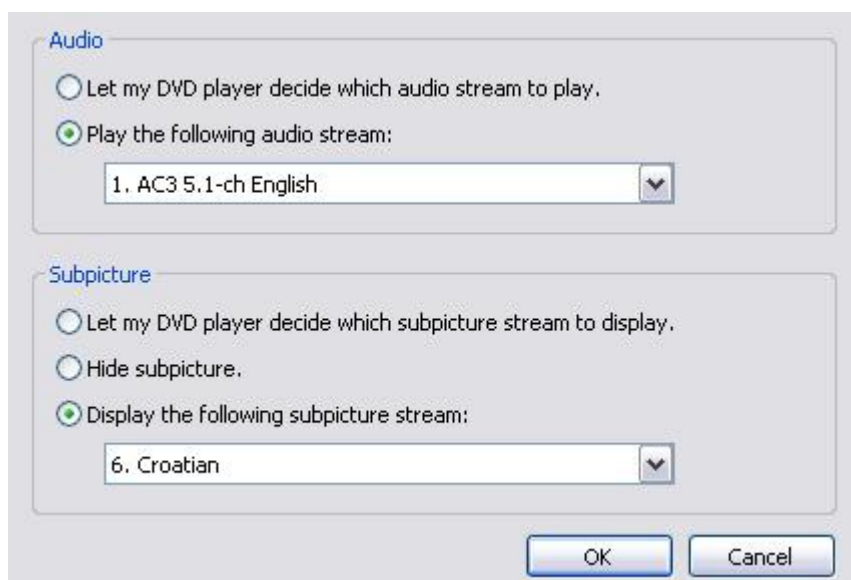 Audio
Let my DVD player decide which audio stream to play.
Play the following audio stream:
1. AC3 5.1-ch English
Subpicture
Let my DVD player decide which subpicture stream to display.
Hide subpicture.
Display the following subpicture stream:
6. Croatian
OK Cancel